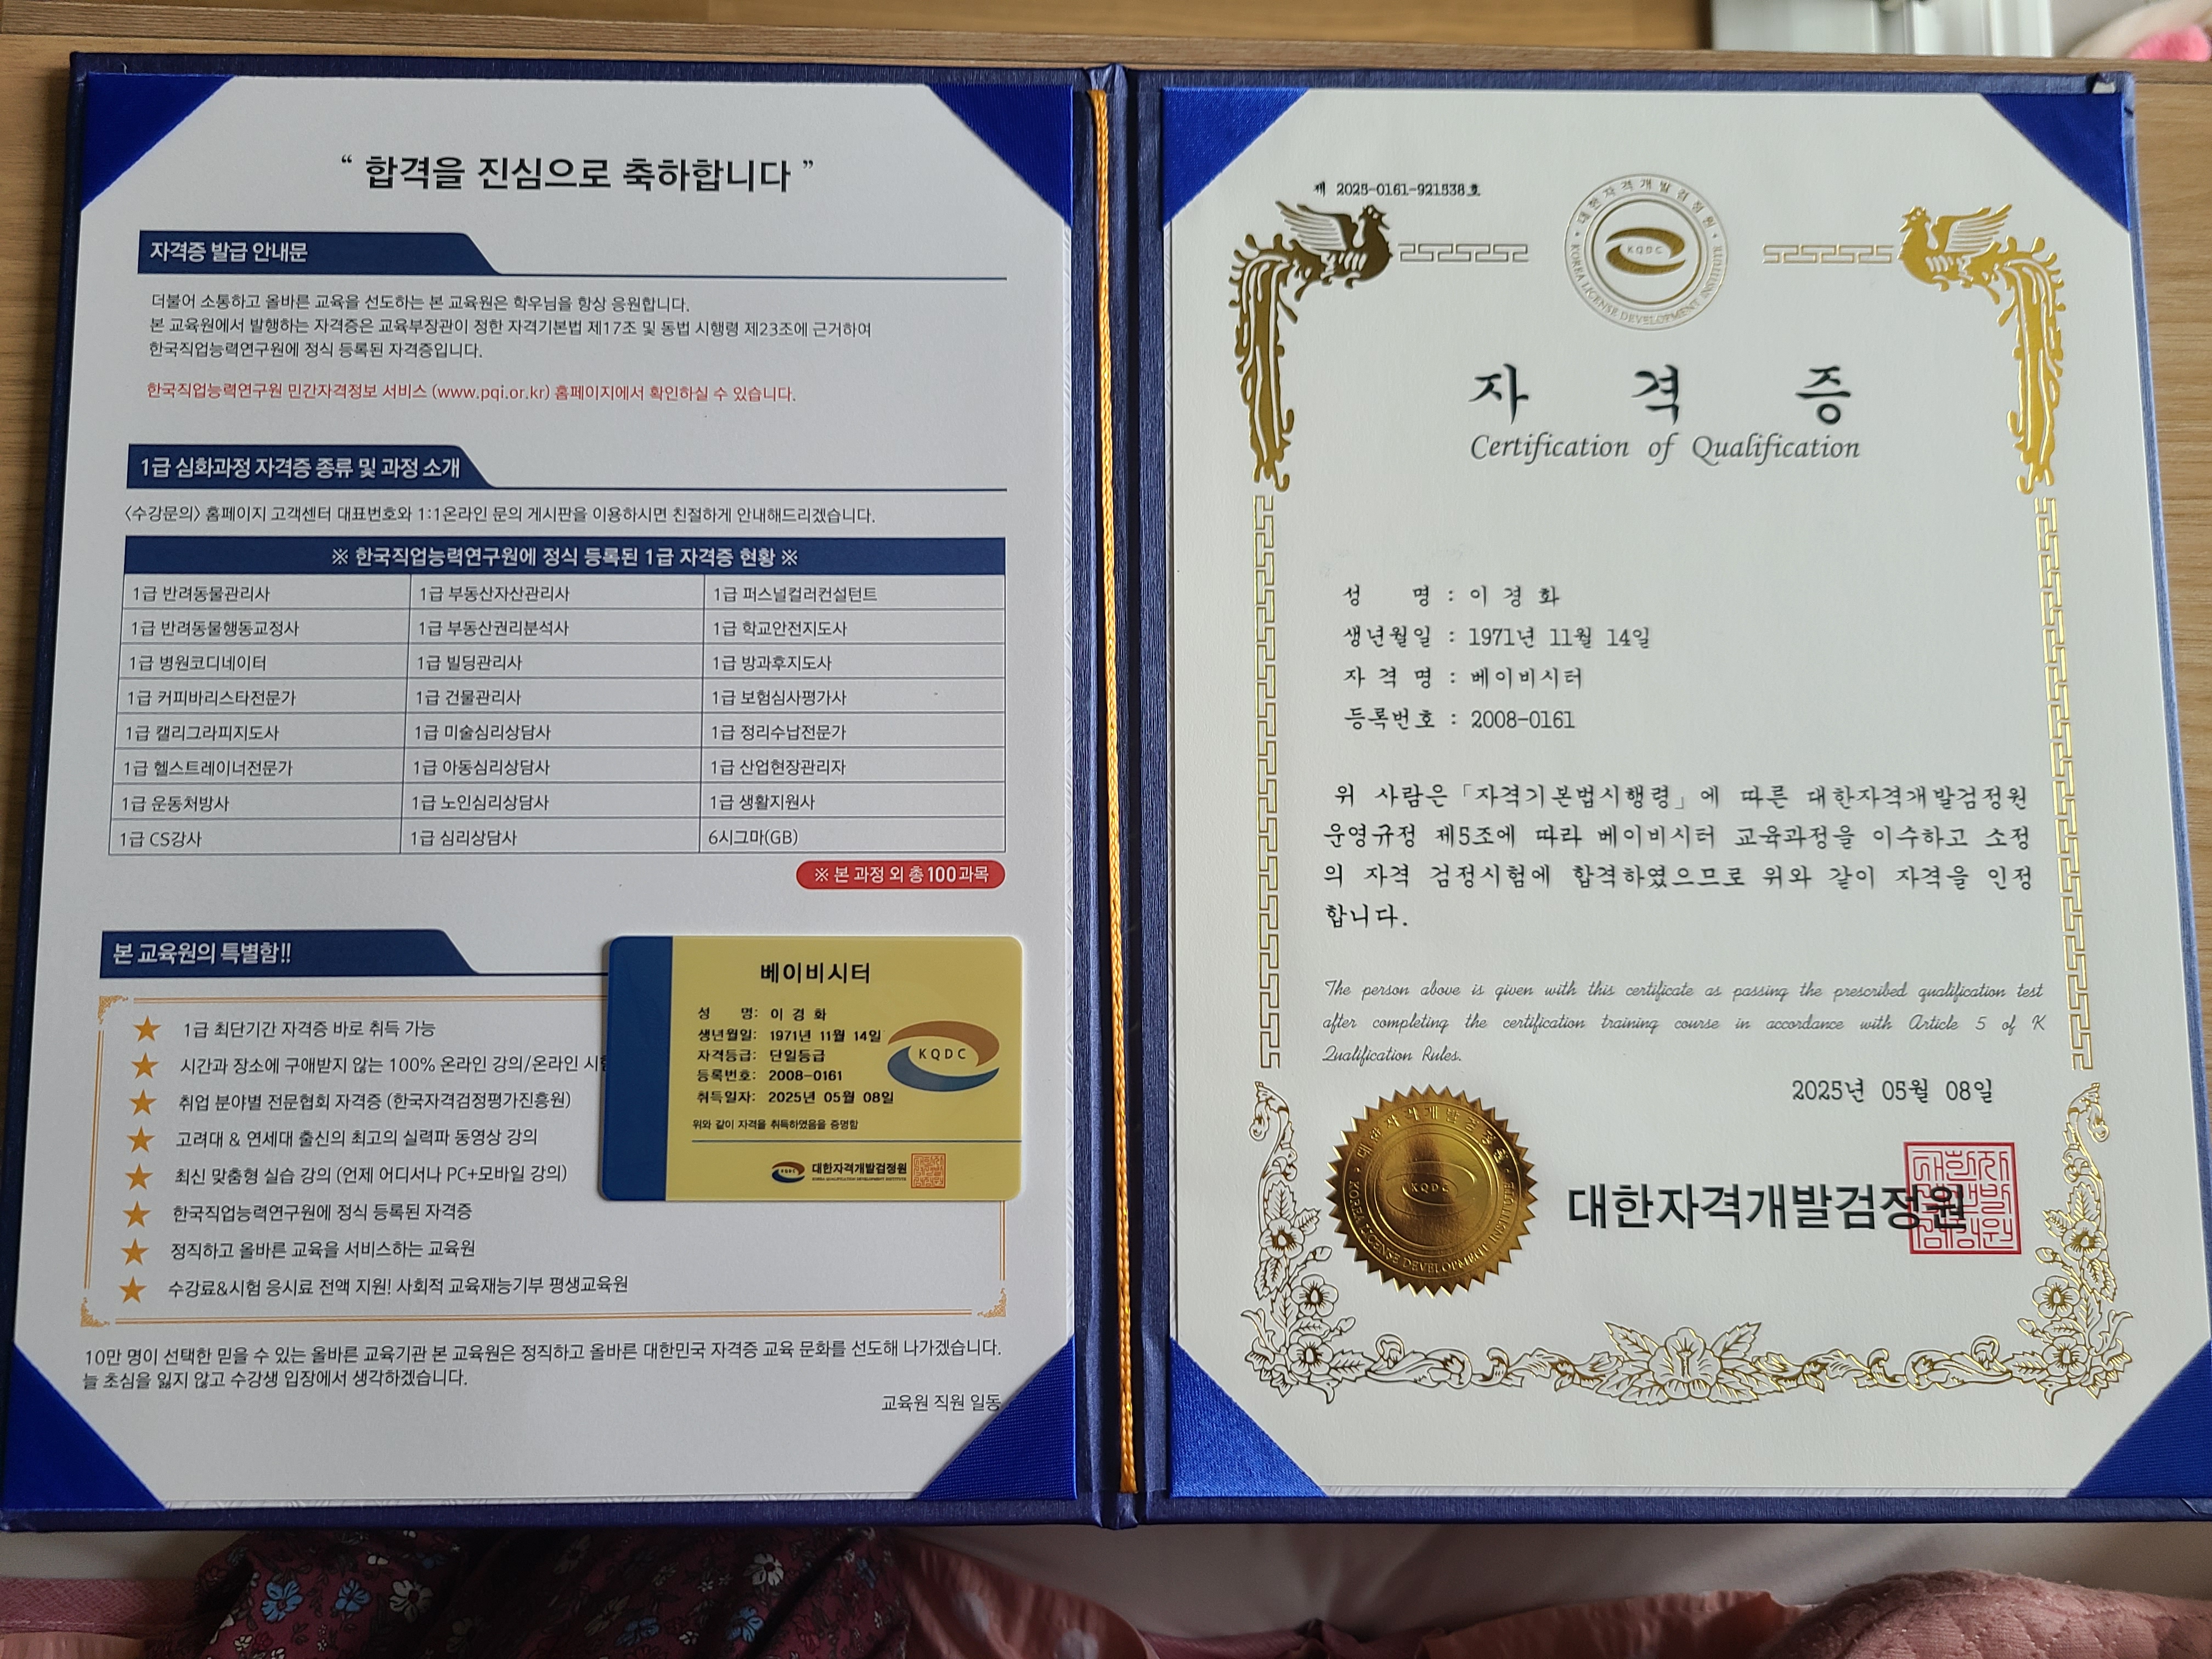 “ 합격을 진심으로 축하합니다 ”
자격증 발급 안내문
더불어 소통하고 올바른 교육을 선도하는 본 교육원은 학우님을 항상 응원합니다.
본 교육원에서 발행하는 자격증은 교육부장관이 정한 자격기본법 제17조 및 동법 시행령 제23조에 근거하여
한국직업능력연구원에 정식 등록된 자격증입니다.
한국직업능력연구원 민간자격정보 서비스 (www.pqi.or.kr) 홈페이지에서 확인하실 수 있습니다.
1급 심화과정 자격증 종류 및 과정 소개
<수강문의> 홈페이지 고객센터 대표번호와 1:1온라인 문의 게시판을 이용하시면 친절하게 안내해드리겠습니다.
※ 한국직업능력연구원에 정식 등록된 1급 자격증 현황 ※
1급 반려동물관리사 1급 부동산자산관리사 1급 퍼스널컬러컨설턴트
1급 반려동물행동교정사 1급 부동산권리분석사 1급 학교안전지도사
1급 병원코디네이터 1급 빌딩관리사 1급 방과후지도사
1급 커피바리스타전문가 1급 건물관리사 1급 보험심사평가사
1급 캘리그라피지도사 1급 미술심리상담사 1급 정리수납전문가
1급 헬스트레이너전문가 1급 아동심리상담사 1급 산업현장관리자
1급 운동처방사 1급 노인심리상담사 1급 생활지원사
1급 CS강사 1급 심리상담사 6시그마(GB)
※ 본 과정 외 총 100과목
본 교육원의 특별함!!
★ 1급 최단기간 자격증 바로 취득 가능
★ 시간과 장소에 구애받지 않는 100% 온라인 강의/온라인 시험
★ 취업 분야별 전문협회 자격증 (한국자격검정평가진흥원)
★ 고려대 & 연세대 출신의 최고의 실력파 동영상 강의
★ 최신 맞춤형 실습 강의 (언제 어디서나 PC+모바일 강의)
★ 한국직업능력연구원에 정식 등록된 자격증
★ 정직하고 올바른 교육을 서비스하는 교육원
★ 수강료&시험 응시료 전액 지원! 사회적 교육재능기부 평생교육원
10만 명이 선택한 믿을 수 있는 올바른 교육기관 본 교육원은 정직하고 올바른 대한민국 자격증 교육 문화를 선도해 나가겠습니다.
늘 초심을 잃지 않고 수강생 입장에서 생각하겠습니다.
교육원 직원 일동
베이비시터
성 명: 이 경 화
생년월일: 1971년 11월 14일
자격등급: 단일등급
등록번호: 2008-0161
취득일자: 2025년 05월 08일
위와 같이 자격을 취득하였음을 증명함
KQDC
KQDC
대한자격개발검정원
KOREA QUALIFICATION DEVELOPMENT INSTITUTE
제 2025-0161-921538호
대한자격개발검정원
KQDC
KOREA LICENSE DEVELOPMENT INSTITUTE
자 격 증
Certification of Qualification
성 명 : 이 경 화
생년월일 : 1971년 11월 14일
자 격 명 : 베이비시터
등록번호 : 2008-0161
위 사람은 「자격기본법시행령」에 따른 대한자격개발검정원
운영규정 제5조에 따라 베이비시터 교육과정을 이수하고 소정
의 자격 검정시험에 합격하였으므로 위와 같이 자격을 인정
합니다.
The person above is given with this certificate as passing the prescribed qualification test
after completing the certification training course in accordance with Article 5 of K
Qualification Rules.
2025년 05월 08일
KQDC
KOREA LICENSE DEVELOPMENT INSTITUTE
대한자격개발검정원